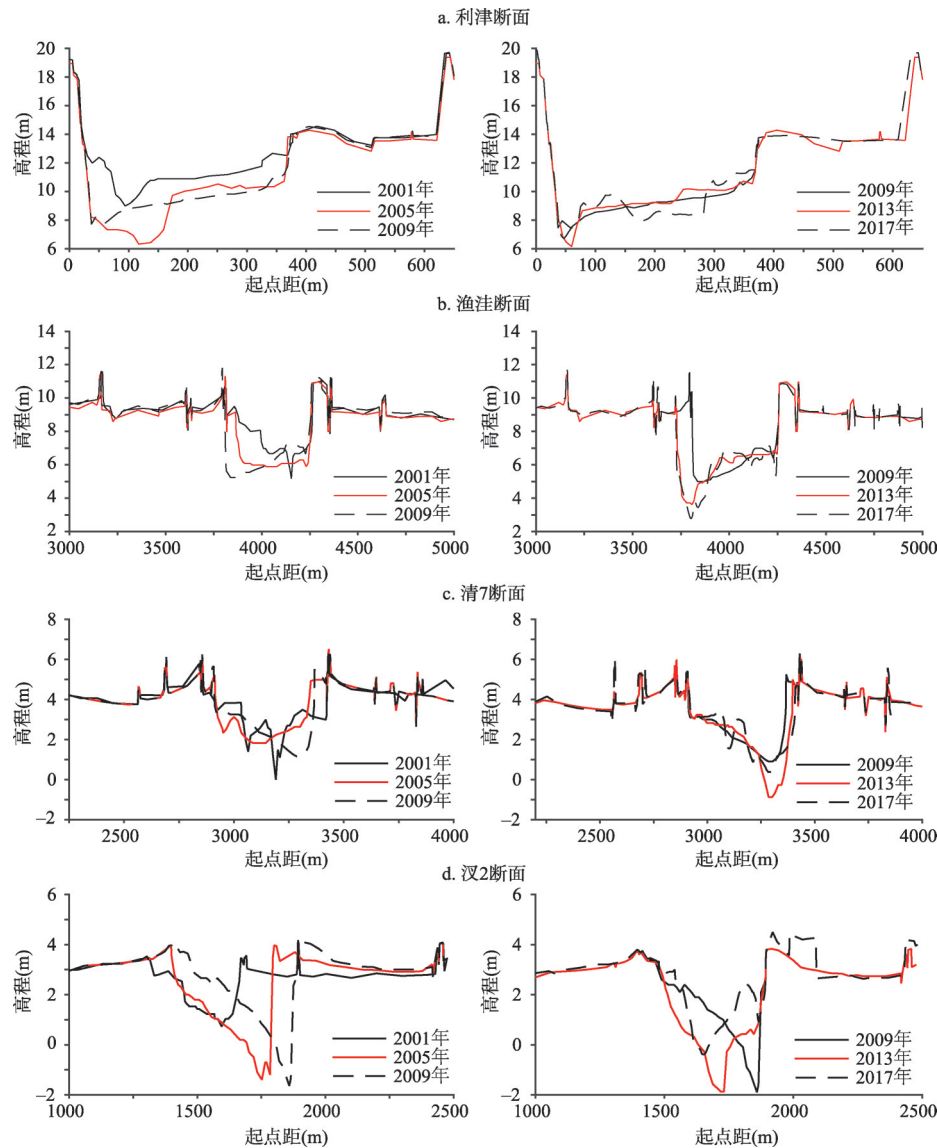 a. 利津断面
20
18
16
14
12
10
8
6
高程(m)
2001年
2005年
2009年
0 100 200 300 400 500 600
起点距(m)
高程(m)
20
18
16
14
12
10
8
6
2009年
2013年
2017年
0 100 200 300 400 500 600
起点距(m)
b. 渔洼断面
14
12
10
8
6
4
2
0
高程(m)
2001年
2005年
2009年
3000 3500 4000 4500 5000
起点距(m)
14
12
10
8
6
4
2
高程(m)
2009年
2013年
2017年
3000 3500 4000 4500 5000
起点距(m)
c. 清7断面
8
6
4
2
0
–2
高程(m)
2001年
2005年
2009年
2500 3000 3500 4000
起点距(m)
8
6
4
2
0
–2
高程(m)
2009年
2013年
2017年
2500 3000 3500 4000
起点距(m)
d. 汊2断面
6
4
2
0
–2
高程(m)
2001年
2005年
2009年
1000 1500 2000 2500
起点距(m)
6
4
2
0
–2
高程(m)
2009年
2013年
2017年
1000 1500 2000 2500
起点距(m)